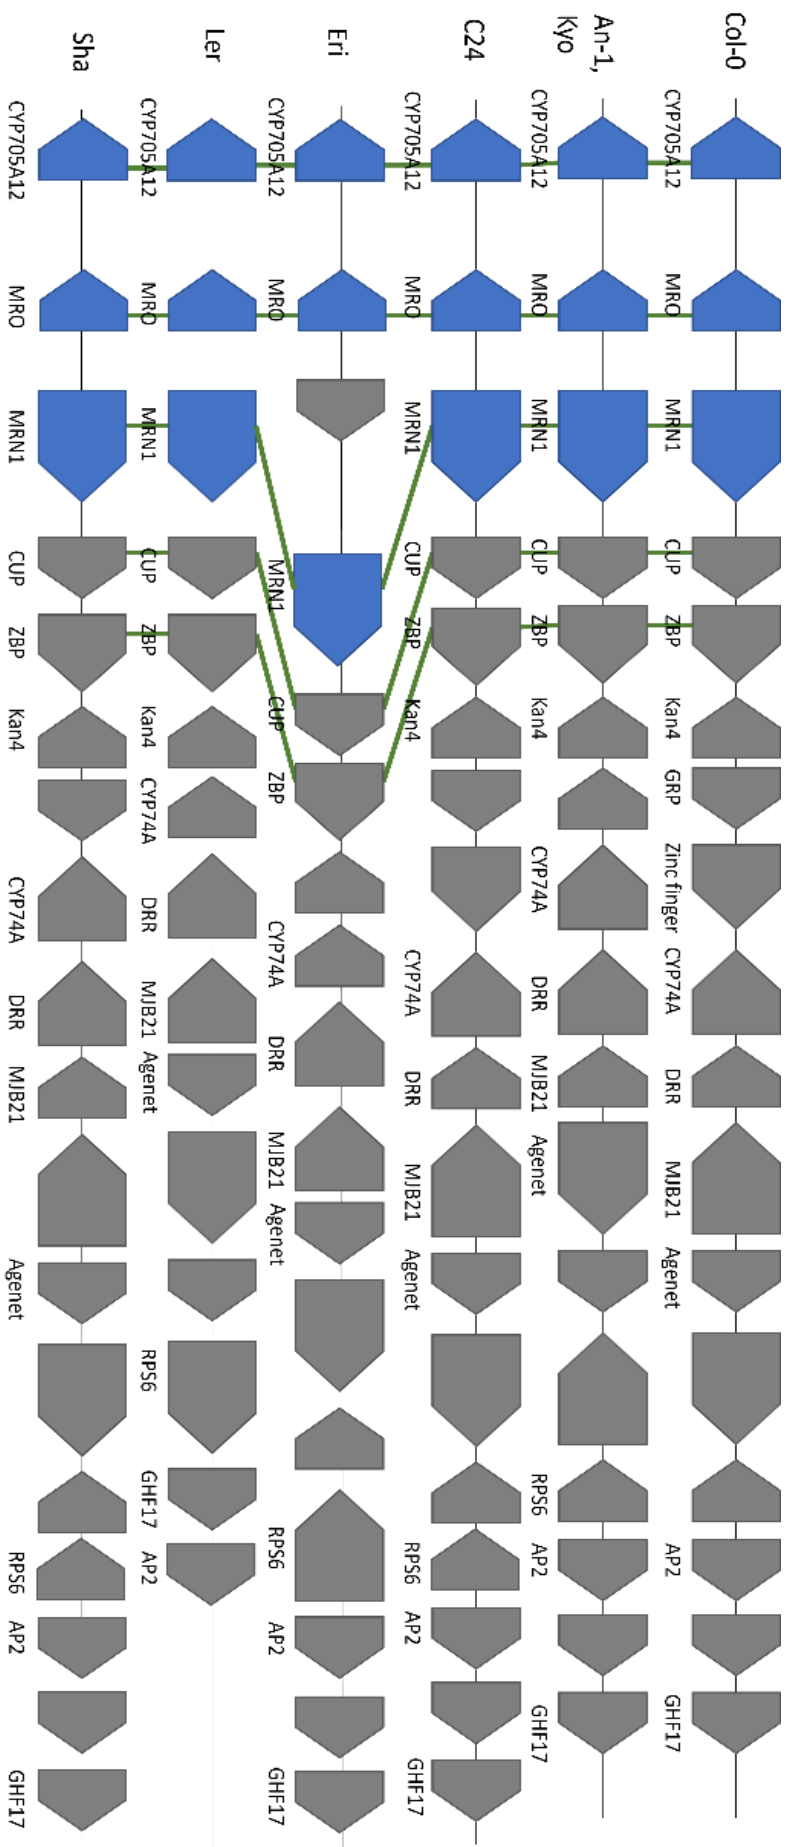 Col-0
CYP705A12
MRO
MRN1
CUP
ZBP
Kan4
GRP
Zinc finger
CYP74A
DRR
MJB21
Agenet
AP2
GHF17
An-1,
Kyo
CYP705A12
MRO
MRN1
CUP
ZBP
Kan4
CYP74A
DRR
MJB21
Agenet
RPS6
AP2
GHF17
C24
CYP705A12
MRO
MRN1
CUP
ZBP
Kan4
CYP74A
DRR
MJB21
Agenet
RPS6
AP2
GHF17
Eri
CYP705A12
MRO
MRN1
CUP
ZBP
CYP74A
DRR
MJB21
Agenet
RPS6
AP2
GHF17
Ler
CYP705A12
MRO
MRN1
CUP
ZBP
Kan4
CYP74A
DRR
MJB21
Agenet
RPS6
GHF17
AP2
Sha
CYP705A12
MRO
MRN1
CUP
ZBP
Kan4
CYP74A
DRR
MJB21
Agenet
RPS6
AP2
GHF17